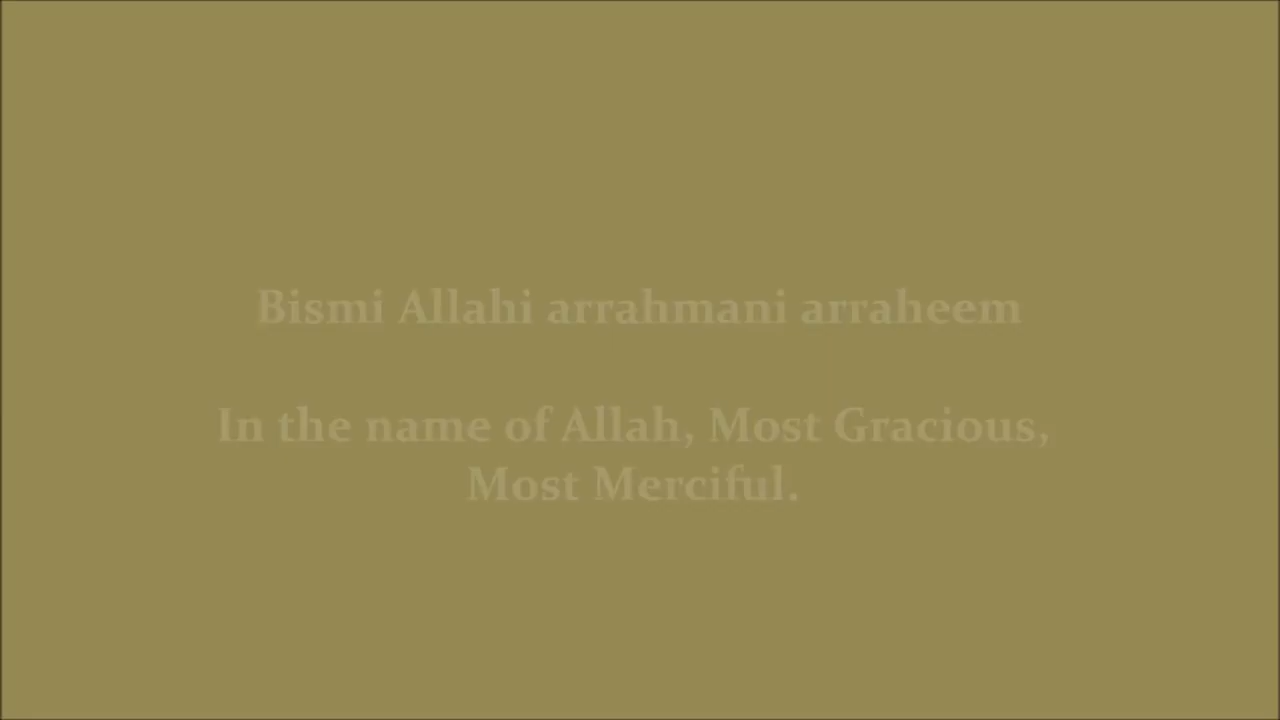 Bismi Allahi arrahmani arraheem
In the name of Allah, Most Gracious,
Most Merciful.